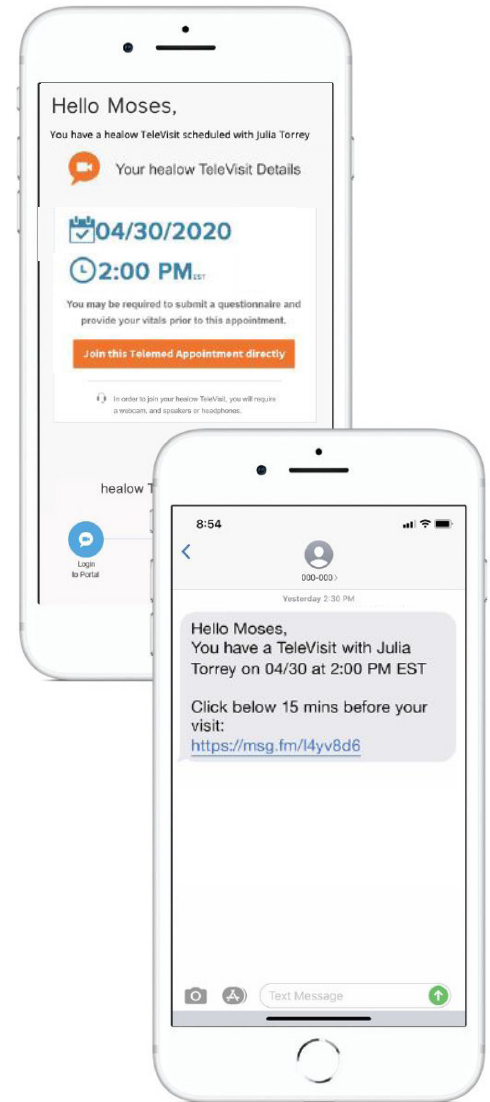 Hello Moses,
You have a healow TeleVisit scheduled with Julia Torrey
Your healow TeleVisit Details
04/30/2020
2:00 PM EST
You may be required to submit a questionnaire and
provide your vitals prior to this appointment.
Join this Telemed Appointment directly
In order to join your healow TeleVisit, you will require
a webcam, and speakers or headphones.
healow T
Login
to Portal
8:54
000-000 >
Yesterday 2:30 PM
Hello Moses,
You have a TeleVisit with Julia
Torrey on 04/30 at 2:00 PM EST
Click below 15 mins before your
visit:
https://msg.fm/l4yv8d6
Text Message